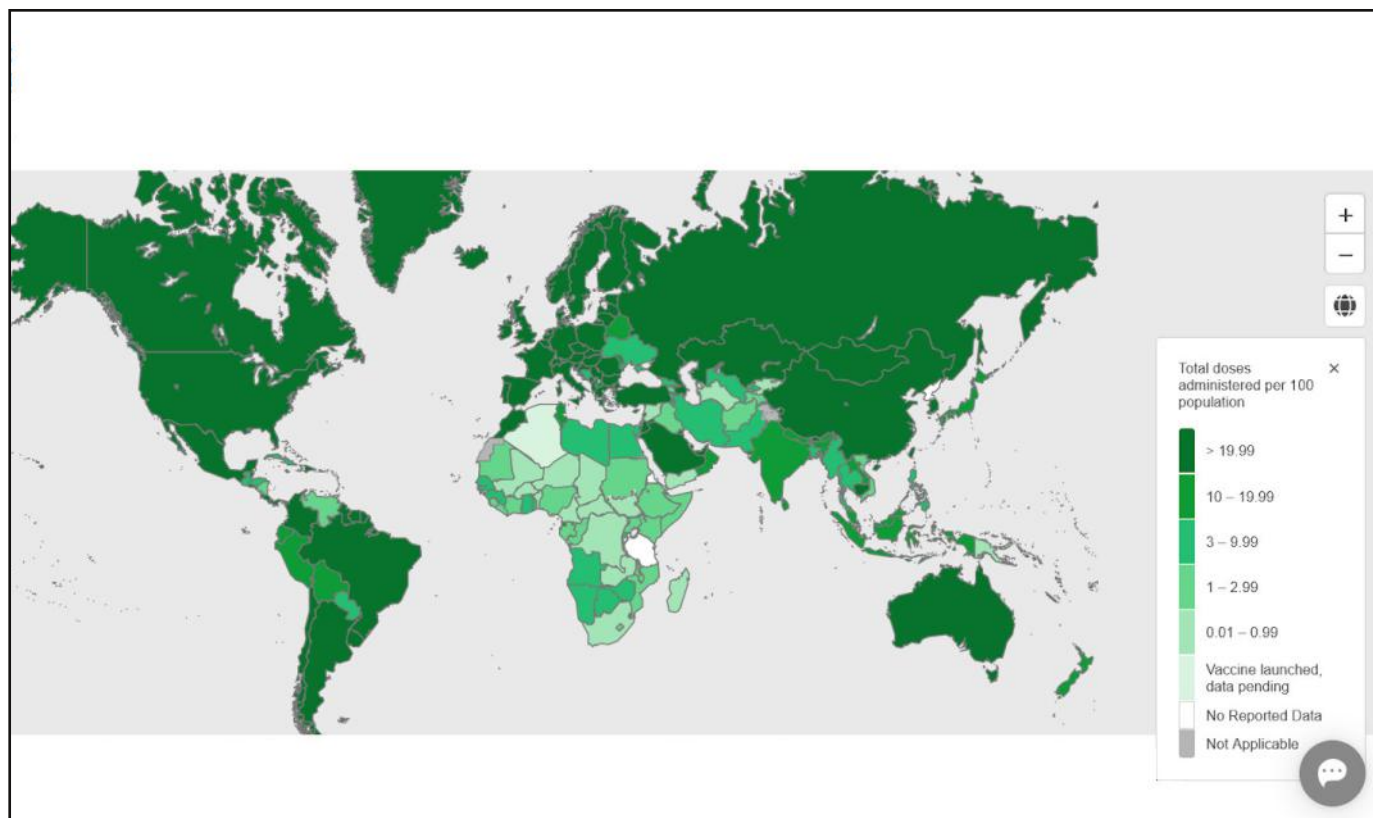 +
−
Total doses ×
administered per 100
population
> 19.99
10 – 19.99
3 – 9.99
1 – 2.99
0.01 – 0.99
Vaccine launched,
data pending
No Reported Data
Not Applicable